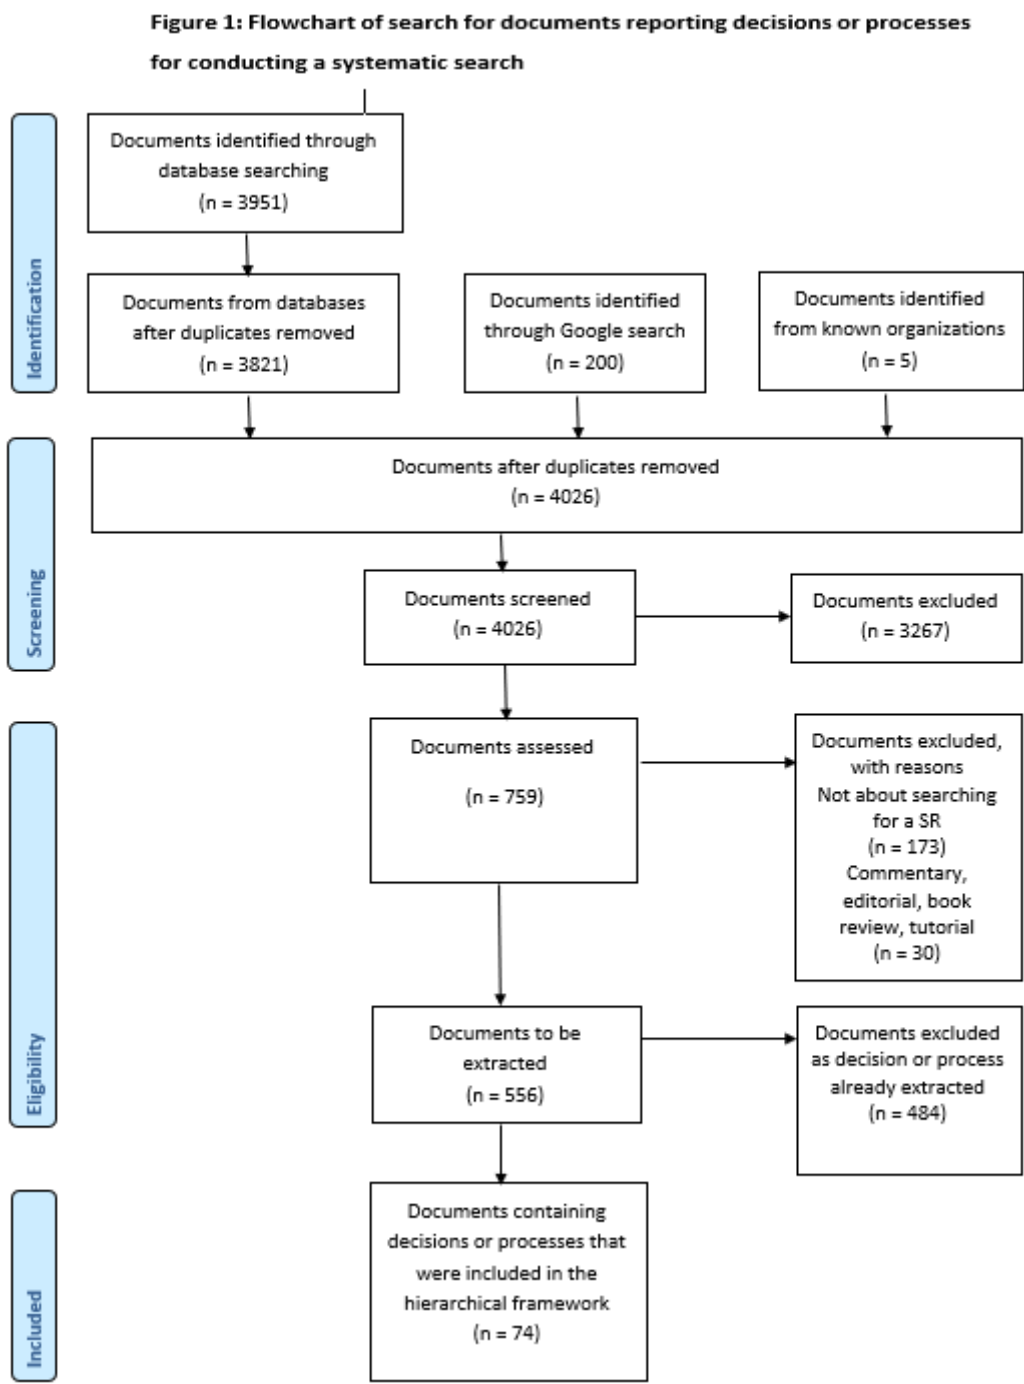 Figure 1: Flowchart of search for documents reporting decisions or processes
for conducting a systematic search
Identification
Documents identified through
database searching
(n = 3951)
Documents from databases
after duplicates removed
(n = 3821)
Documents identified
through Google search
(n = 200)
Documents identified
from known organizations
(n = 5)
Screening
Documents after duplicates removed
(n = 4026)
Documents screened
(n = 4026)
Documents excluded
(n = 3267)
Eligibility
Documents assessed
(n = 759)
Documents excluded,
with reasons
Not about searching
for a SR
(n = 173)
Commentary,
editorial, book
review, tutorial
(n = 30)
Documents to be
extracted
(n = 556)
Documents excluded
as decision or process
already extracted
(n = 484)
Included
Documents containing
decisions or processes that
were included in the
hierarchical framework
(n = 74)